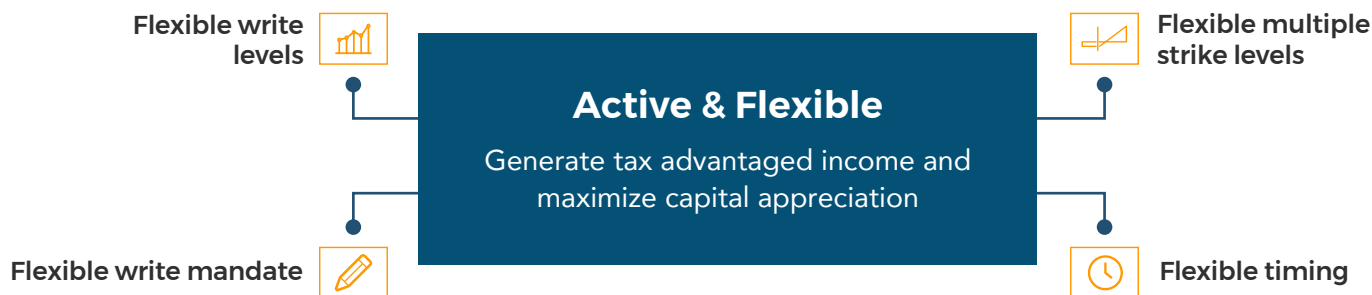 Flexible write
levels
Flexible multiple
strike levels
Active & Flexible
Generate tax advantaged income and
maximize capital appreciation
Flexible write mandate
Flexible timing